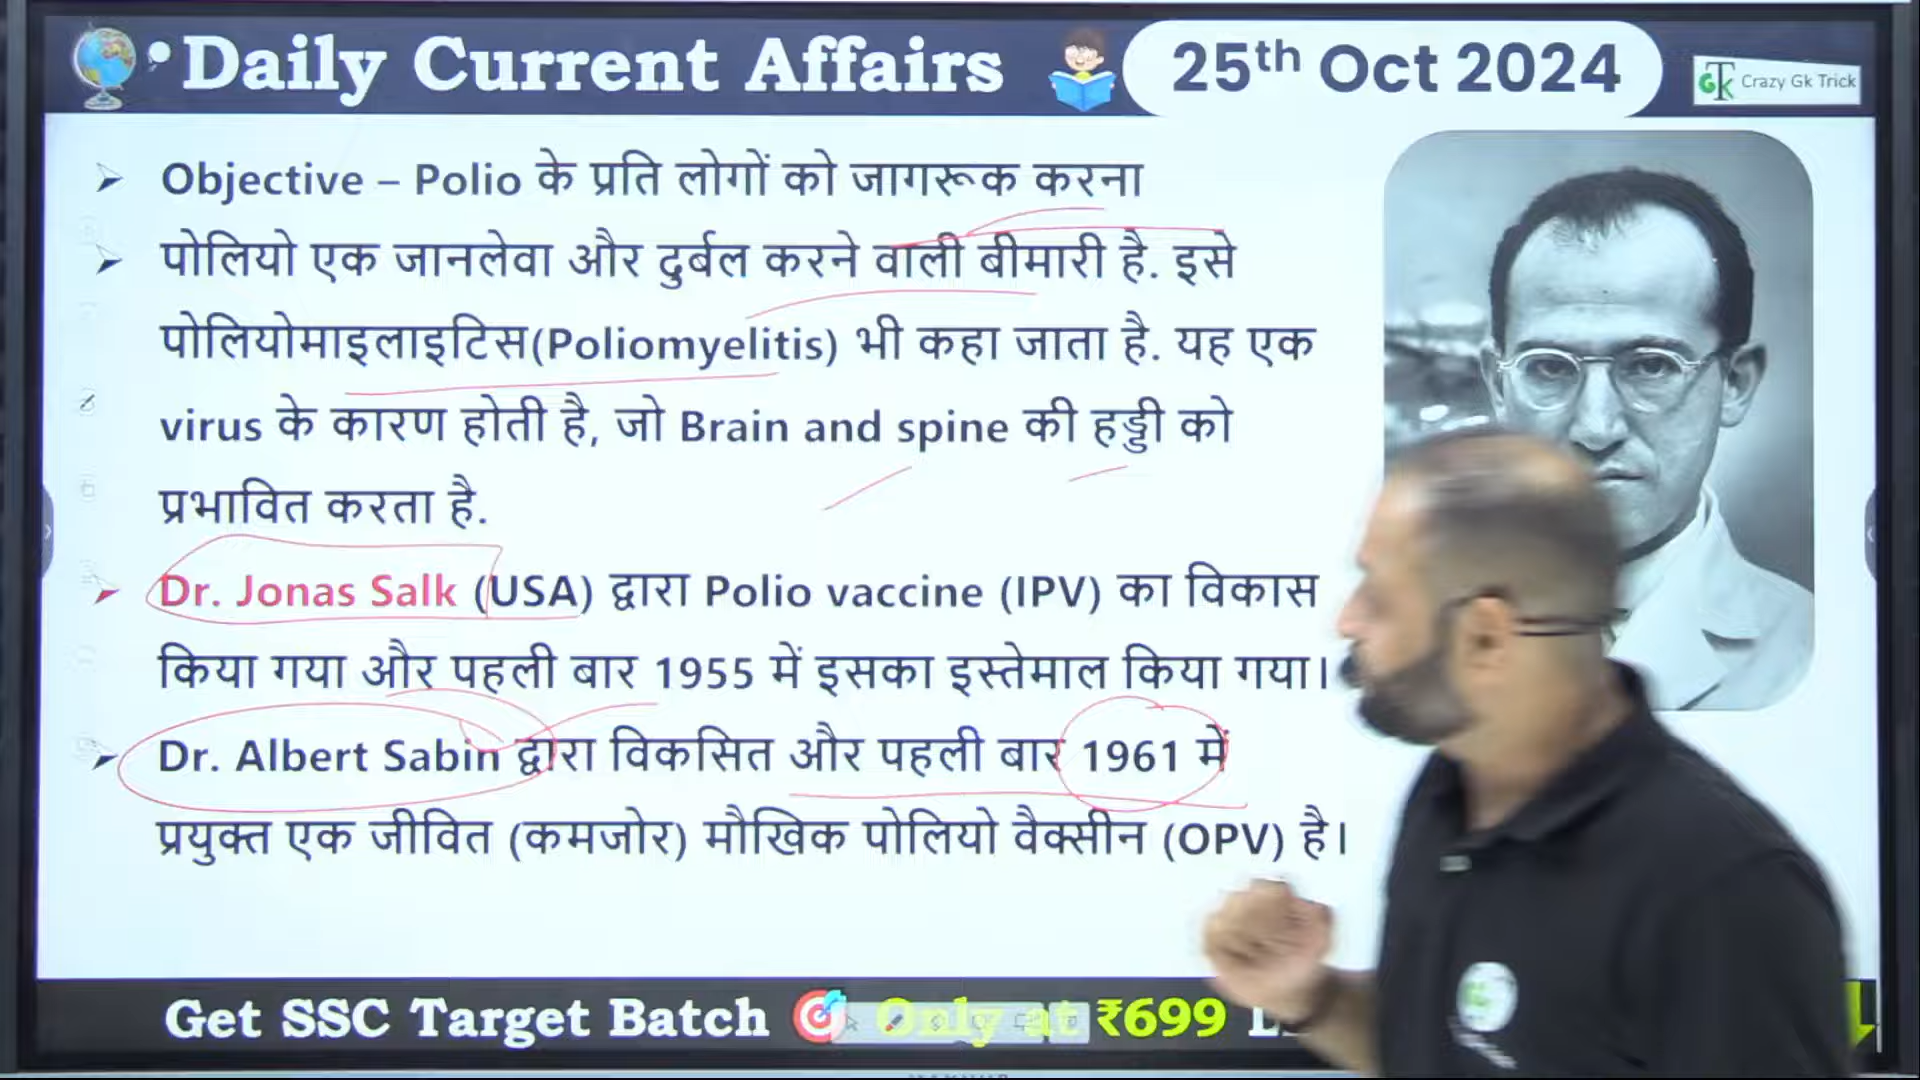 Daily Current Affairs
25th Oct 2024
GTK Crazy Gk Trick
➢ Objective – Polio के प्रति लोगों को जागरूक करना
➢ पोलियो एक जानलेवा और दुर्बल करने वाली बीमारी है. इसे
पोलियोमाइलाइटिस(Poliomyelitis) भी कहा जाता है. यह एक
virus के कारण होती है, जो Brain and spine की हड्डी को
प्रभावित करता है.
➢ Dr. Jonas Salk (USA) द्वारा Polio vaccine (IPV) का विकास
किया गया और पहली बार 1955 में इसका इस्तेमाल किया गया।
➢ Dr. Albert Sabin द्वारा विकसित और पहली बार 1961 में
प्रयुक्त एक जीवित (कमजोर) मौखिक पोलियो वैक्सीन (OPV) है।
Get SSC Target Batch Only at ₹699